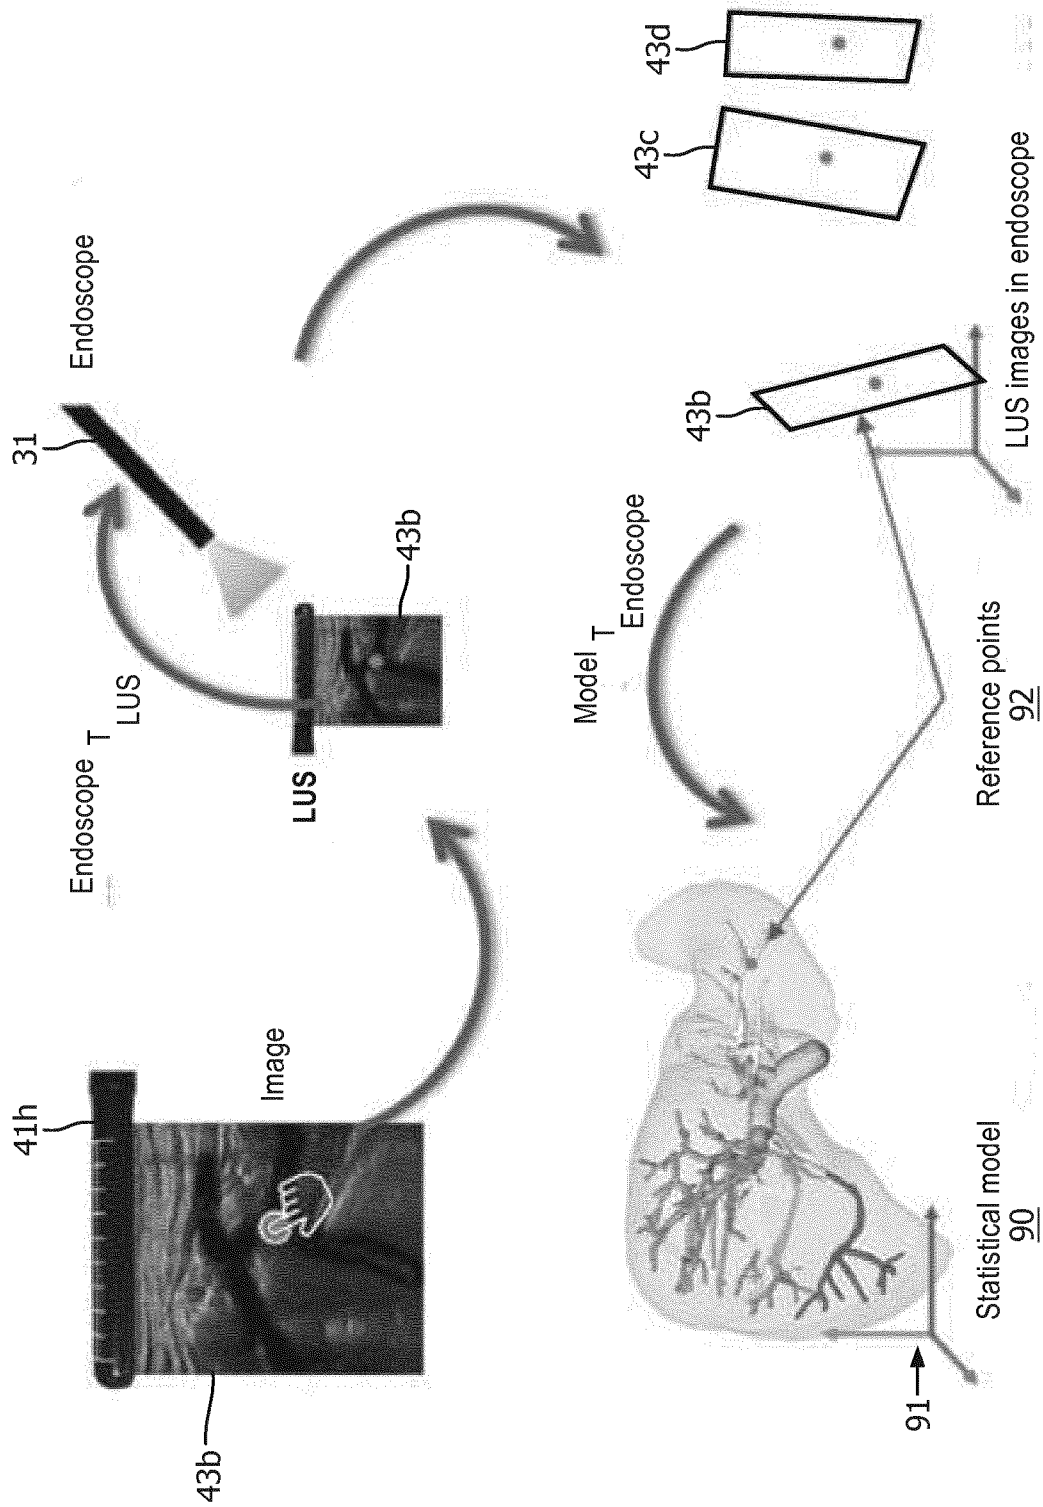 43b
41h
Image
Endoscope T LUS
LUS
43b
31
Endoscope
91
Statistical model
90
Model T Endoscope
Reference points
92
43b
43c
43d
LUS images in endoscope